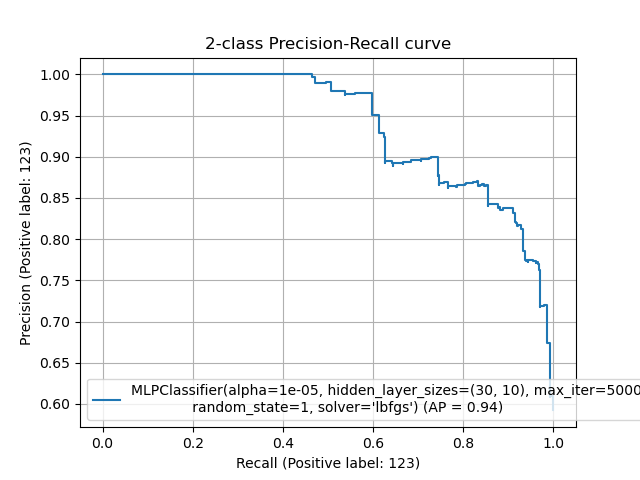 2-class Precision-Recall curve
1.00
0.95
0.90
0.85
0.80
0.75
0.70
0.65
0.60
Precision (Positive label: 123)
MLPClassifier(alpha=1e-05, hidden_layer_sizes=(30, 10), max_iter=5000
random_state=1, solver='lbfgs') (AP = 0.94)
0.0 0.2 0.4 0.6 0.8 1.0
Recall (Positive label: 123)